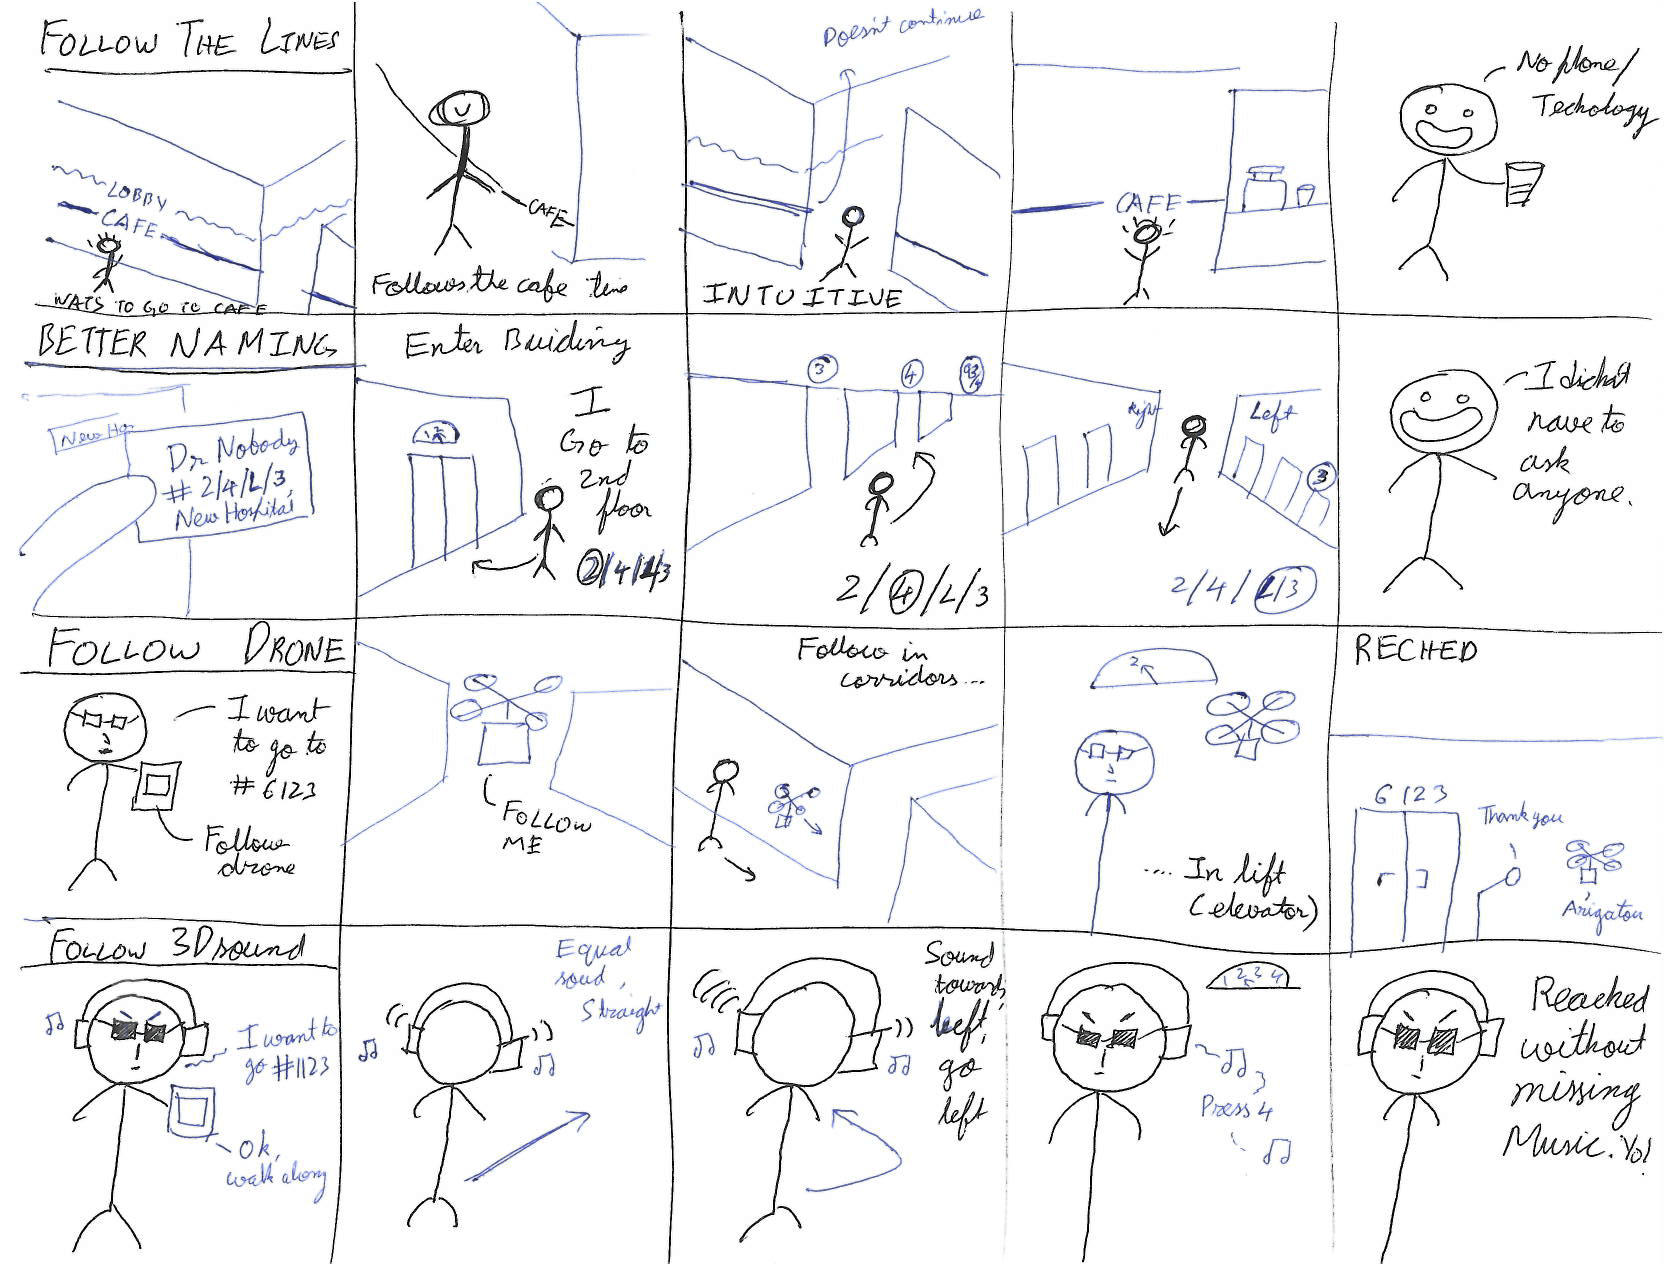 FOLLOW THE LINES
LOBBY
CAFE
WATS TO GO TO CAFE
CAFE
Follows the cafe line
Doesn't continue
INTUITIVE
CAFE
No phone/
Techology
BETTER NAMING
New Ho
Dr Nobody
# 2/4/L/3,
New Hospital
Enter Buiding
12
I
Go to
2nd
floor
2/4/L/3
3
4
2/4/L/3
Right
Left
3
2/4/L/3
I didnt
have to
ask
anyone.
FOLLOW DRONE
I want
to go to
# 6123
Follow
drone
FOLLOW
ME
Follow in
corridors...
2
.... In lift
(elevator)
RECHED
6123
Thank you
Arigatou
FOLLOW 3D sound
I want to
go #1123
Ok,
walk along
Equal
soud,
Straight
Sound
towards
left,
go
left
1 2 3 4
Press 4
Reached
without
missing
Music. Yo!